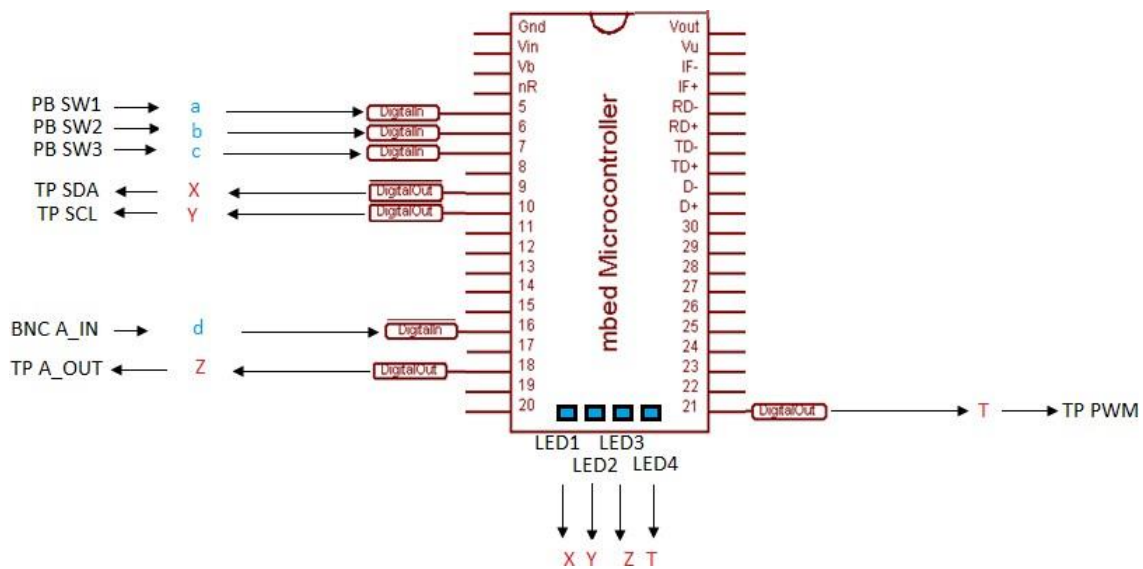 Gnd Vout
Vin Vu
Vb IF-
nR IF+
PB SW1 a DigitalIn 5 RD-
PB SW2 b DigitalIn 6 RD+
PB SW3 c DigitalIn 7 TD-
8 TD+
TP SDA X DigitalOut 9 D-
TP SCL Y DigitalOut 10 D+
11 30
12 29
13 28
14 27
15 26
BNC A_IN d DigitalIn 16 25
17 24
TP A_OUT Z DigitalOut 18 23
19 22
20 21 DigitalOut T TP PWM
mbed Microcontroller
LED1 LED3
LED2 LED4
X Y Z T